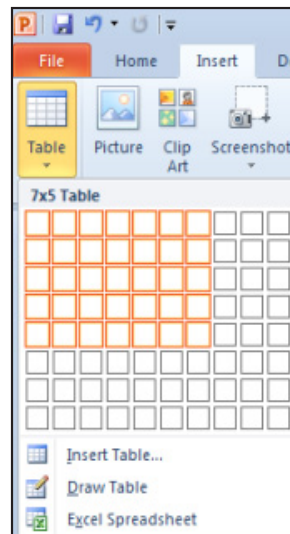 P
File Home Insert D
Table Picture Clip Art Screenshot
7x5 Table
Insert Table...
Draw Table
Excel Spreadsheet